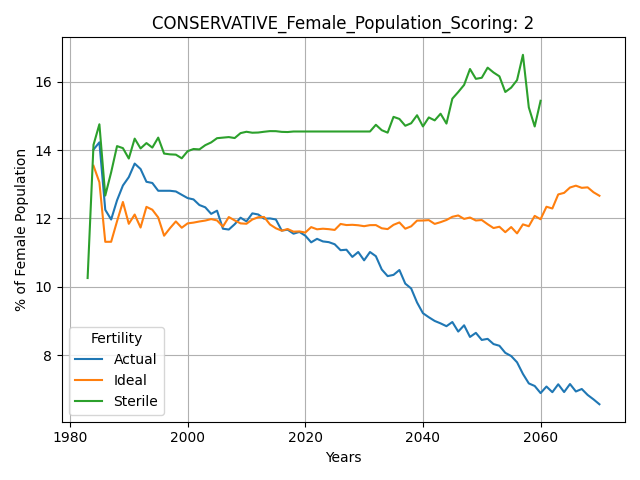 CONSERVATIVE_Female_Population_Scoring: 2
% of Female Population
16
14
12
10
8
Fertility
Actual
Ideal
Sterile
1980
2000
2020
2040
2060
Years